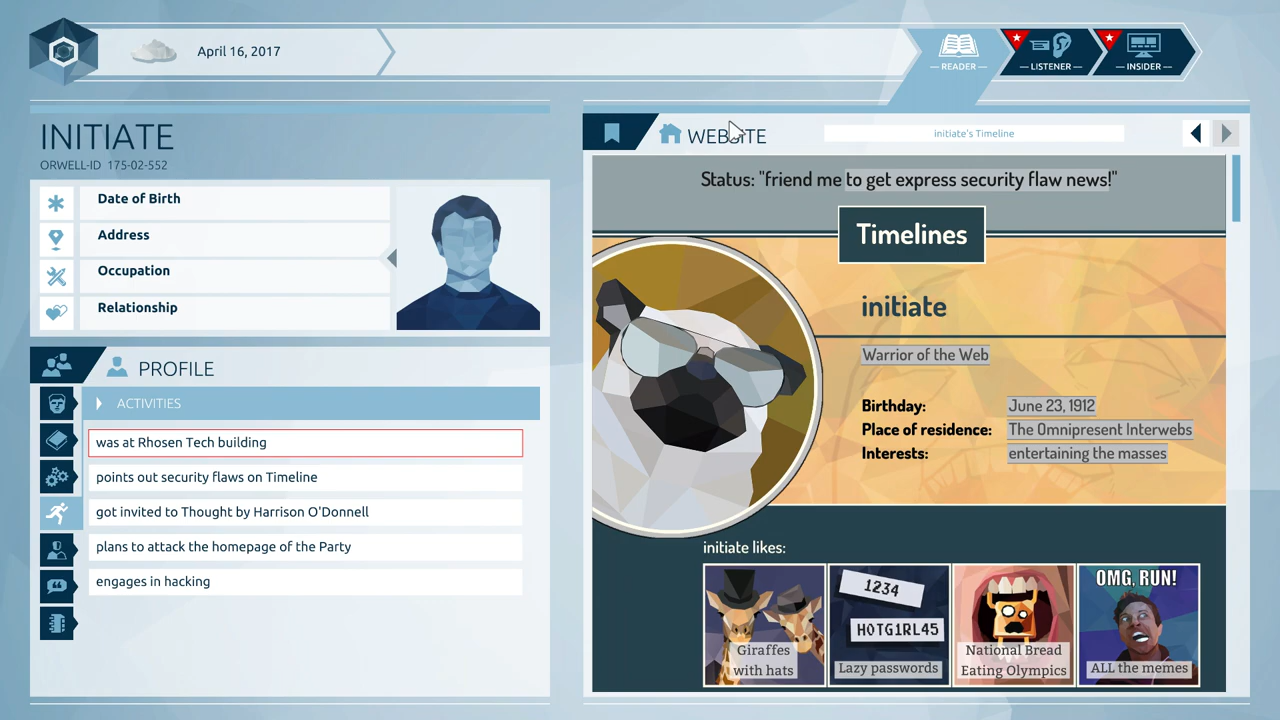 April 16, 2017
— READER —
— LISTENER —
— INSIDER —
INITIATE
ORWELL-ID 175-02-552
Date of Birth
Address
Occupation
Relationship
PROFILE
ACTIVITIES
was at Rhosen Tech building
points out security flaws on Timeline
got invited to Thought by Harrison O'Donnell
plans to attack the homepage of the Party
engages in hacking
WEBSITE
initiate's Timeline
Status: "friend me to get express security flaw news!"
Timelines
initiate
Warrior of the Web
Birthday: June 23, 1912
Place of residence: The Omnipresent Interwebs
Interests: entertaining the masses
initiate likes:
Giraffes
with hats
1234
H0TG1RL45
Lazy passwords
National Bread
Eating Olympics
OMG, RUN!
ALL the memes